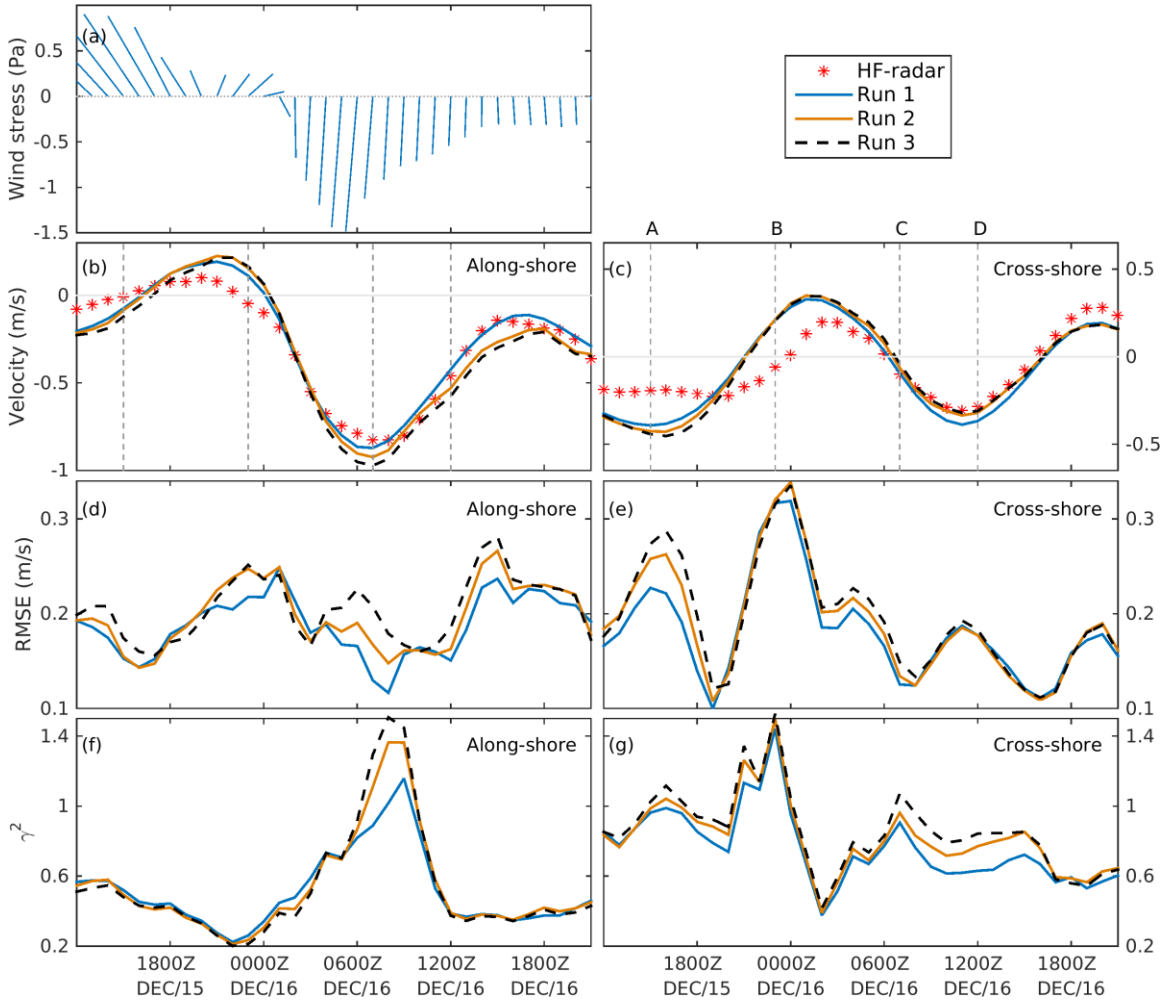 (a)
Wind stress (Pa)
0.5
0
-0.5
-1
-1.5
HF-radar
Run 1
Run 2
Run 3
A
B
C
D
(b)
Along-shore
Velocity (m/s)
0
-0.5
-1
(c)
Cross-shore
0.5
0
-0.5
(d)
Along-shore
RMSE (m/s)
0.3
0.2
0.1
(e)
Cross-shore
0.3
0.2
0.1
(f)
Along-shore
γ²
1.4
1
0.6
0.2
(g)
Cross-shore
1.4
1
0.6
0.2
1800Z 0000Z 0600Z 1200Z 1800Z
DEC/15 DEC/16 DEC/16 DEC/16 DEC/16
1800Z 0000Z 0600Z 1200Z 1800Z
DEC/15 DEC/16 DEC/16 DEC/16 DEC/16